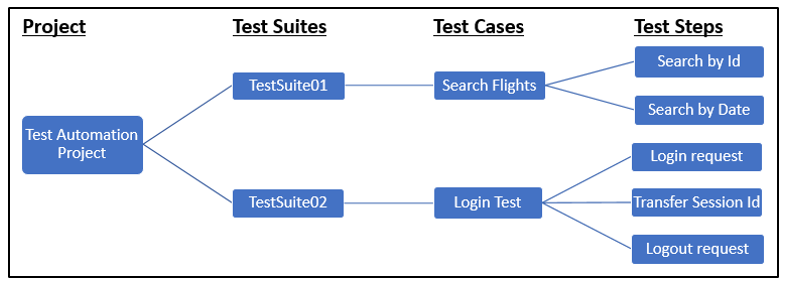 Project
Test Suites
Test Cases
Test Steps
Search by Id
TestSuite01
Search Flights
Search by Date
Test Automation
Project
Login request
TestSuite02
Login Test
Transfer Session Id
Logout request